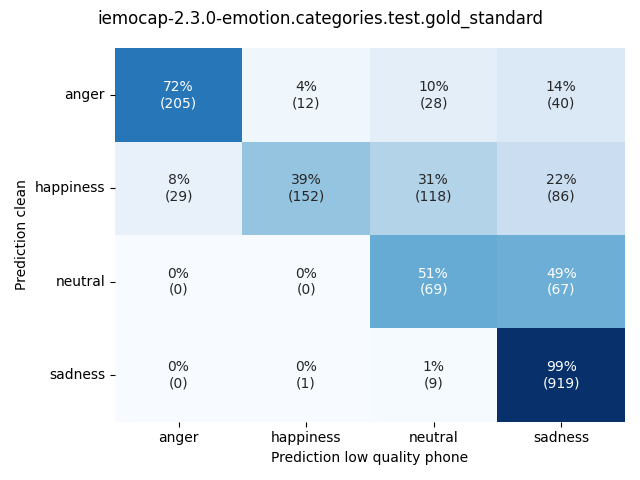 iemocap-2.3.0-emotion.categories.test.gold_standard
anger
72%
(205)
4%
(12)
10%
(28)
14%
(40)
happiness
8%
(29)
39%
(152)
31%
(118)
22%
(86)
neutral
0%
(0)
0%
(0)
51%
(69)
49%
(67)
sadness
0%
(0)
0%
(1)
1%
(9)
99%
(919)
Prediction clean
anger
happiness
neutral
sadness
Prediction low quality phone